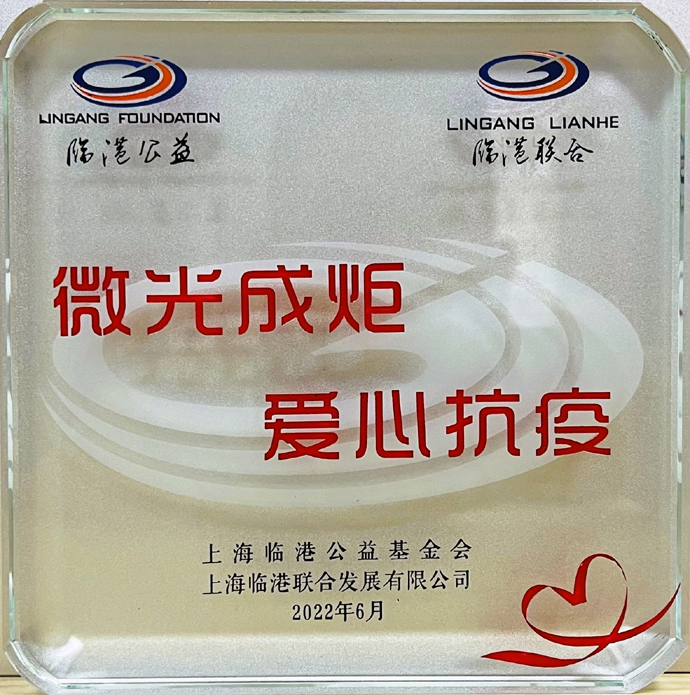 LINGANG FOUNDATION
临港公益
LINGANG LIANHE
临港联合
微光成炬
爱心抗疫
上海临港公益基金会
上海临港联合发展有限公司
2022年6月